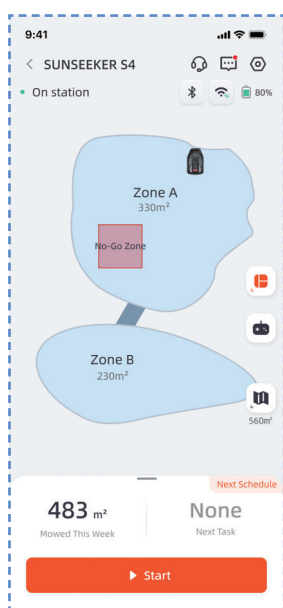 9:41
SUNSEEKER S4
On station
80%
Zone A
330m²
No-Go Zone
Zone B
230m²
560m²
Next Schedule
483 m²
None
Mowed This Week
Next Task
Start